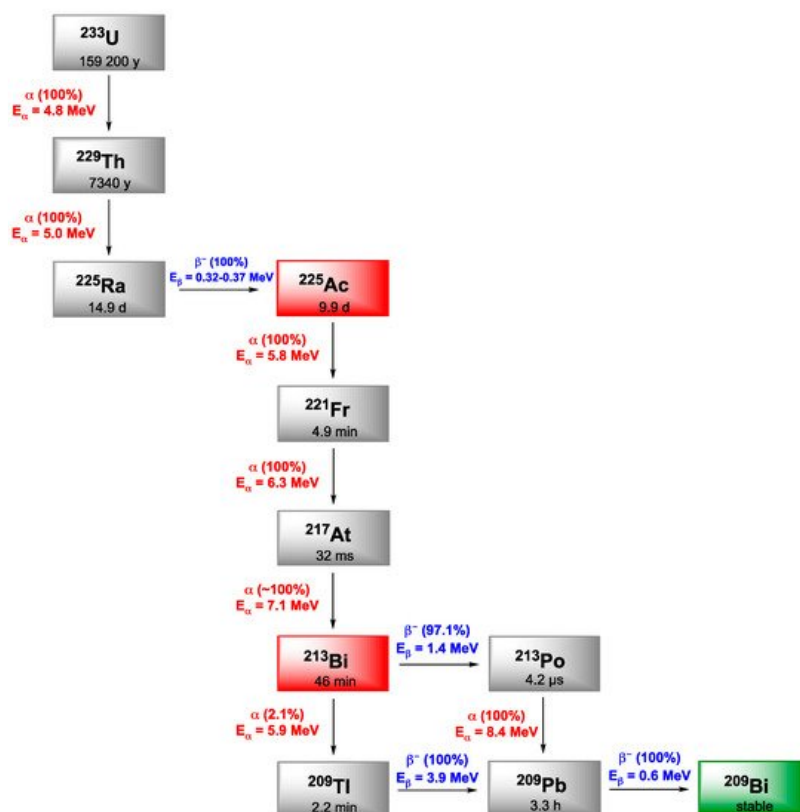 ²³³U
159 200 y
α (100%)
Eα = 4.8 MeV
²²⁹Th
7340 y
α (100%)
Eα = 5.0 MeV
²²⁵Ra
14.9 d
β⁻ (100%)
Eβ = 0.32-0.37 MeV
²²⁵Ac
9.9 d
α (100%)
Eα = 5.8 MeV
²²¹Fr
4.9 min
α (100%)
Eα = 6.3 MeV
²¹⁷At
32 ms
α (~100%)
Eα = 7.1 MeV
²¹³Bi
46 min
β⁻ (97.1%)
Eβ = 1.4 MeV
²¹³Po
4.2 µs
α (2.1%)
Eα = 5.9 MeV
α (100%)
Eα = 8.4 MeV
²⁰⁹Tl
2.2 min
β⁻ (100%)
Eβ = 3.9 MeV
²⁰⁹Pb
3.3 h
β⁻ (100%)
Eβ = 0.6 MeV
²⁰⁹Bi
stable